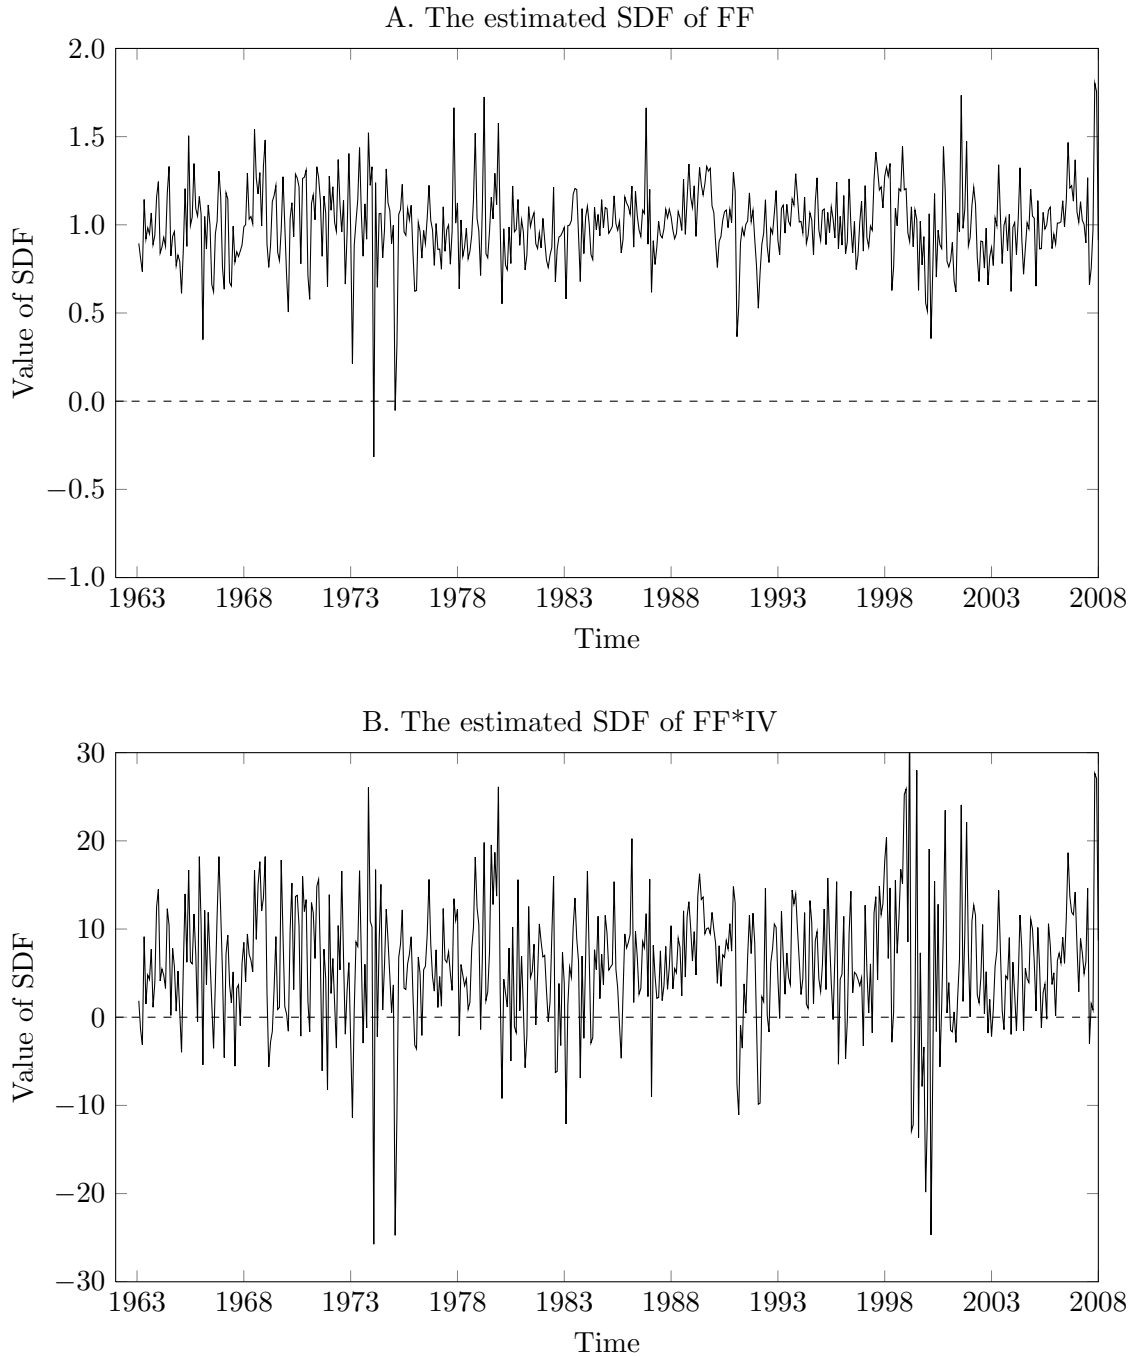 A. The estimated SDF of FF
2.0
1.5
1.0
0.5
0.0
−0.5
−1.0
Value of SDF
1963 1968 1973 1978 1983 1988 1993 1998 2003 2008
Time
B. The estimated SDF of FF*IV
30
20
10
0
−10
−20
−30
Value of SDF
1963 1968 1973 1978 1983 1988 1993 1998 2003 2008
Time